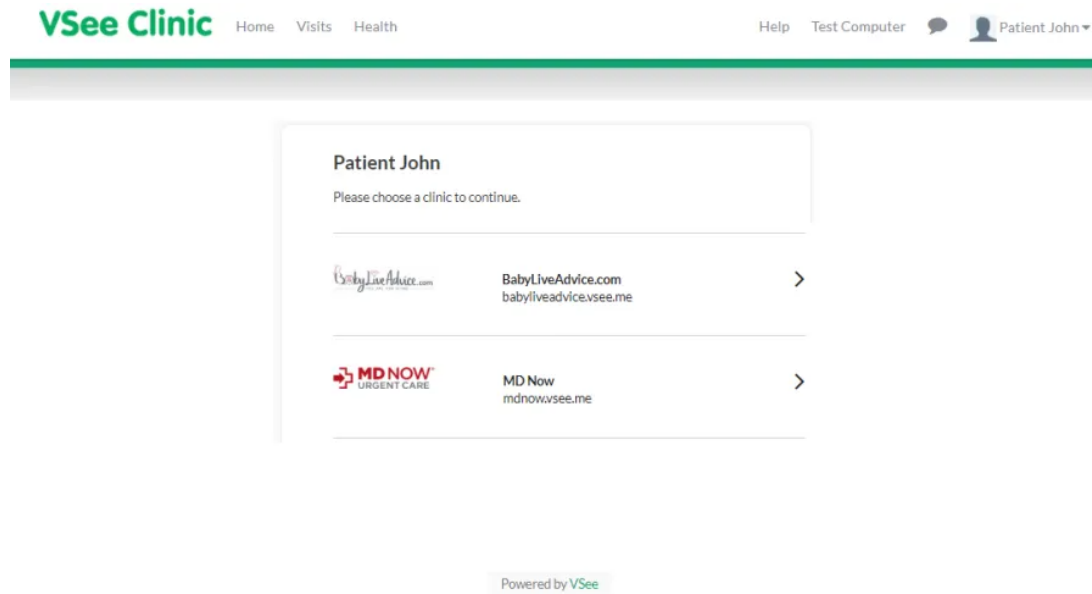 VSee Clinic Home Visits Health Help Test Computer Patient John
Patient John
Please choose a clinic to continue.
BabyLiveAdvice.com
BabyLiveAdvice.com
babyliveadvice.vsee.me
MD NOW
URGENT CARE
MD Now
mdnow.vsee.me
Powered by VSee